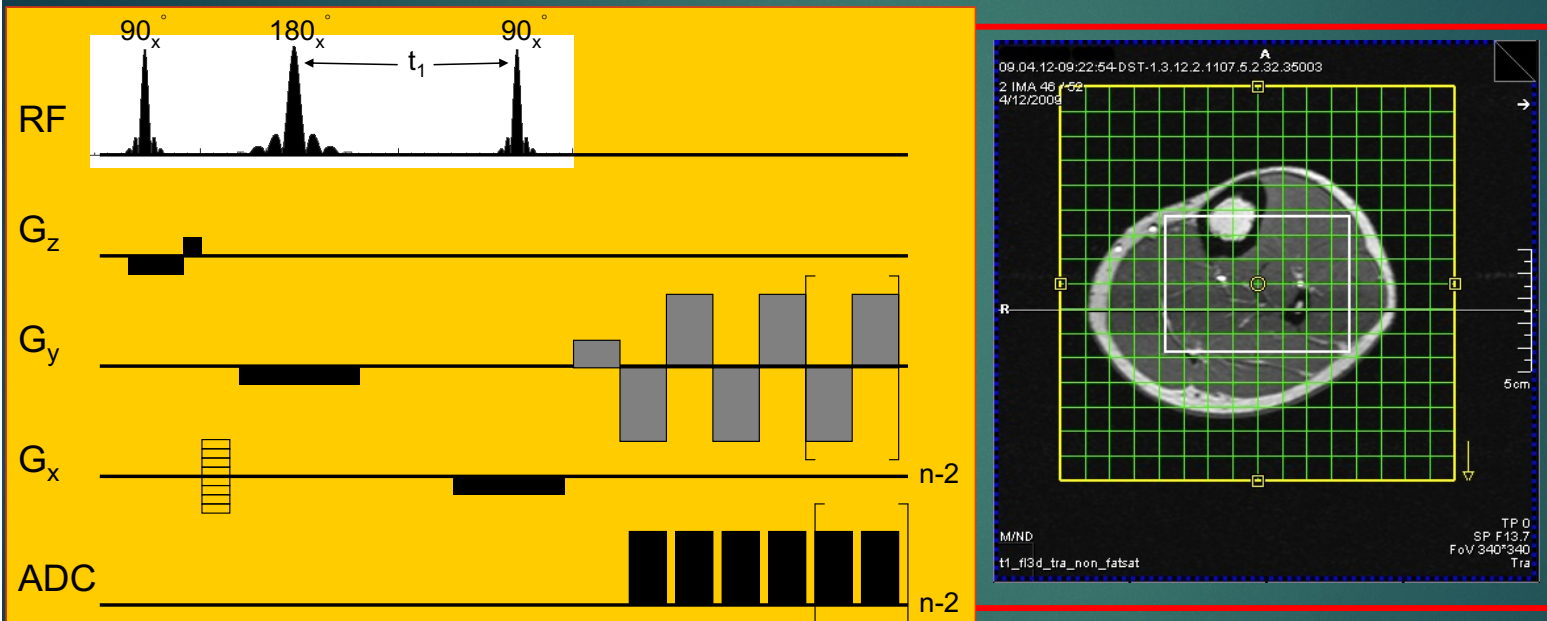 90x° 180x° 90x°
t1
RF
Gz
Gy
Gx
n-2
ADC
n-2
A
09.04.12-09:22:54-DST-1.3.12.2.1107.5.2.32.35003
2 IMA 46 / 52
4/12/2009
R
5cm
TP 0
M/ND
SP F13.7
FoV 340*340
t1_fl3d_tra_non_fatsat
Tra